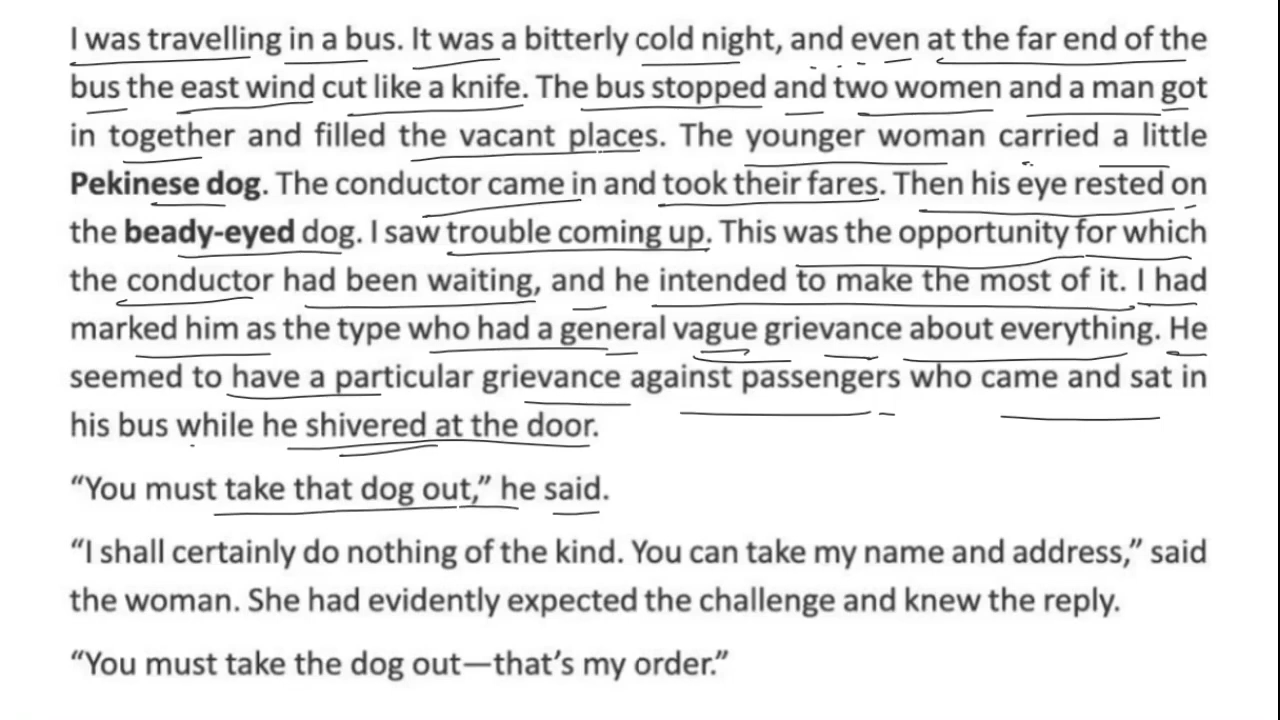 I was travelling in a bus. It was a bitterly cold night, and even at the far end of the
bus the east wind cut like a knife. The bus stopped and two women and a man got
in together and filled the vacant places. The younger woman carried a little
Pekinese dog. The conductor came in and took their fares. Then his eye rested on
the beady-eyed dog. I saw trouble coming up. This was the opportunity for which
the conductor had been waiting, and he intended to make the most of it. I had
marked him as the type who had a general vague grievance about everything. He
seemed to have a particular grievance against passengers who came and sat in
his bus while he shivered at the door.
“You must take that dog out,” he said.
“I shall certainly do nothing of the kind. You can take my name and address,” said
the woman. She had evidently expected the challenge and knew the reply.
“You must take the dog out—that’s my order.”